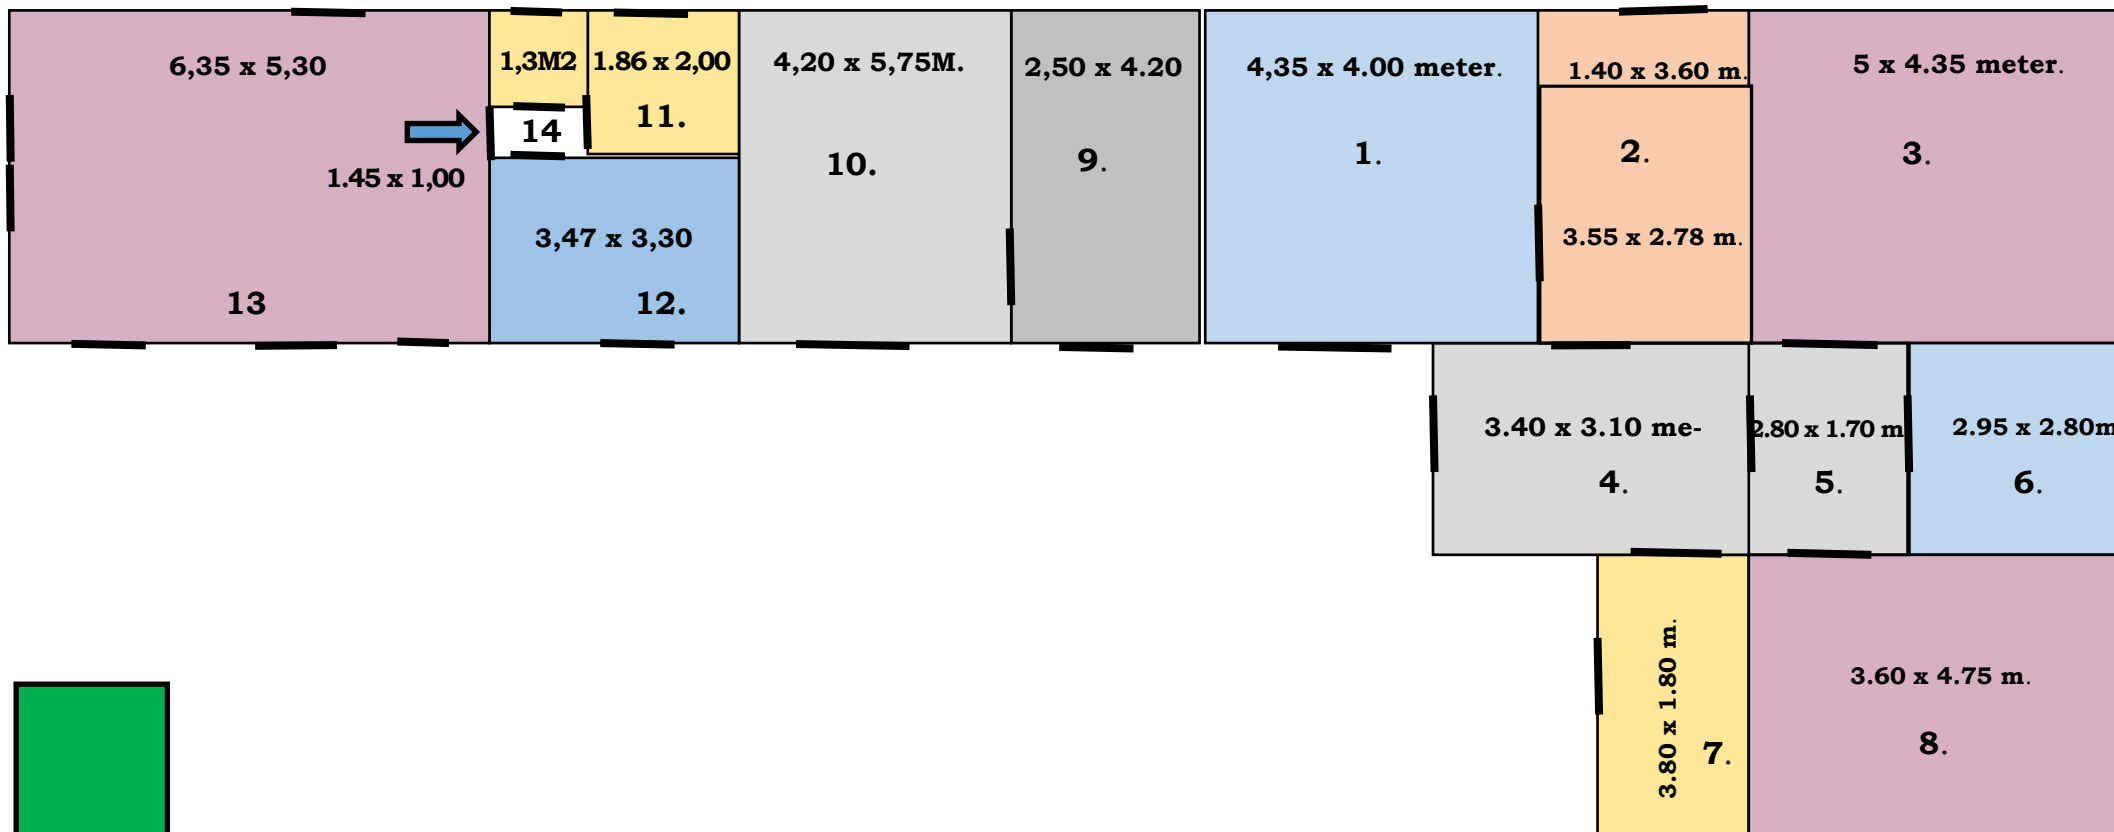 6,35 x 5,30
1.45 x 1,00
13
1,3M2
14
1.86 x 2,00
11.
3,47 x 3,30
12.
4,20 x 5,75M.
10.
2,50 x 4.20
9.
4,35 x 4.00 meter.
1.
1.40 x 3.60 m.
2.
3.55 x 2.78 m.
5 x 4.35 meter.
3.
3.40 x 3.10 me-
4.
2.80 x 1.70 m
5.
2.95 x 2.80m
6.
3.80 x 1.80 m.
7.
3.60 x 4.75 m.
8.